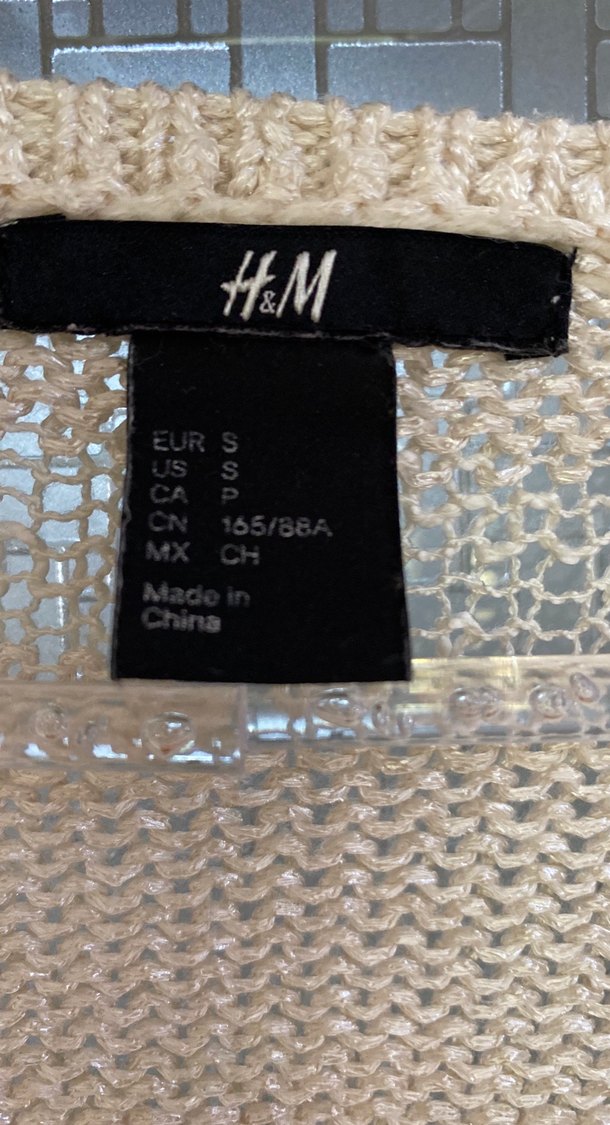 H&M
EUR S
US S
CA P
CN 165/88A
MX CH
Made in
China